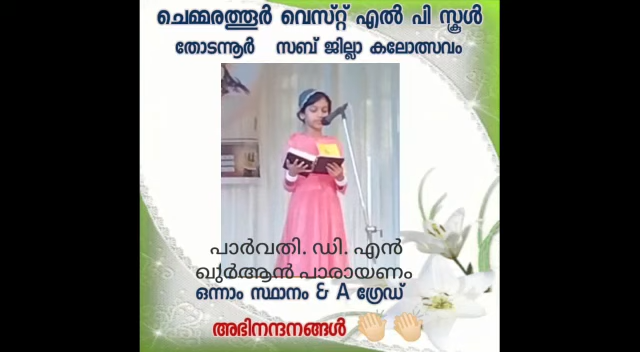 ചെമ്മരത്തൂർ വെസ്റ്റ് എൽ പി സ്കൂൾ
തോടന്നൂർ സബ് ജില്ലാ കലോത്സവം
പാർവതി. ഡി. എൻ
ഖുർആൻ പാരായണം
ഒന്നാം സ്ഥാനം & A ഗ്രേഡ്
അഭിനന്ദനങ്ങൾ 👏🏻 👏🏻